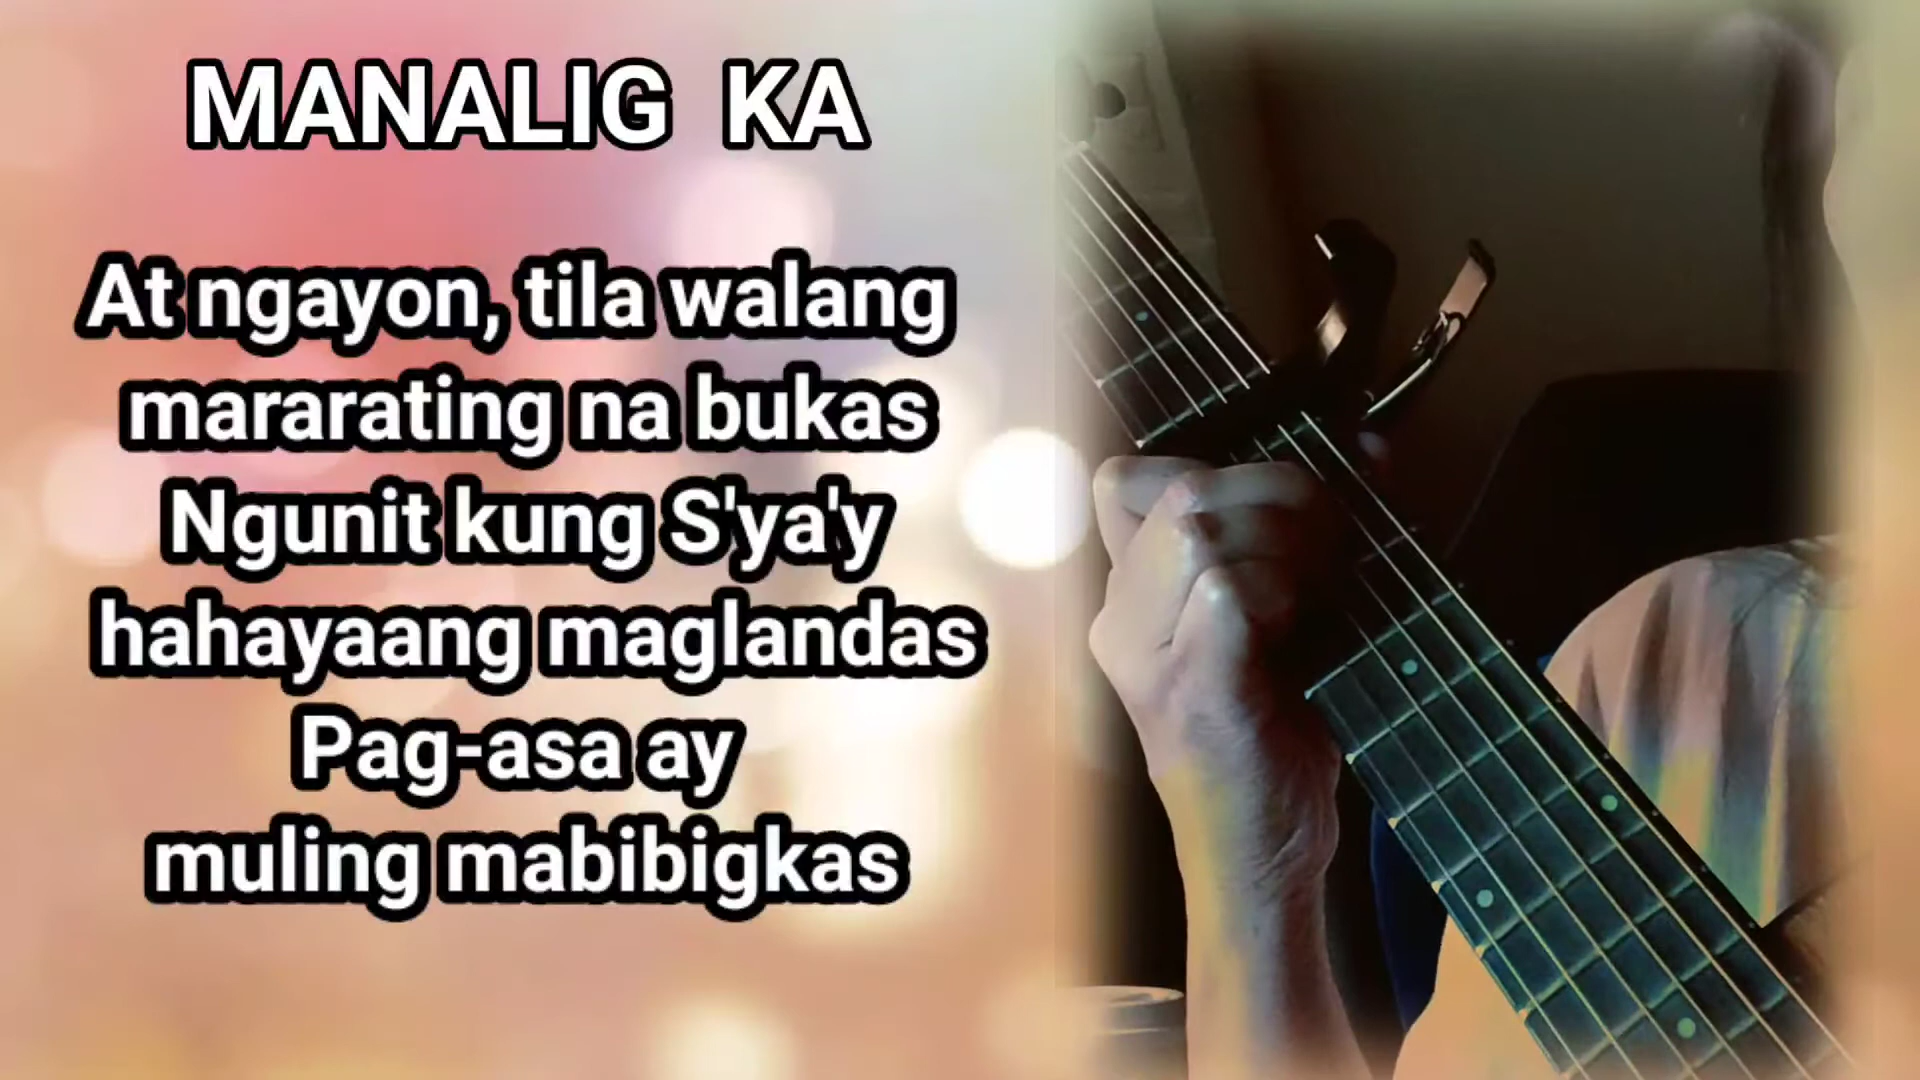 MANALIG KA
At ngayon, tila walang
mararating na bukas
Ngunit kung S'ya'y
hahayaang maglandas
Pag-asa ay
muling mabibigkas